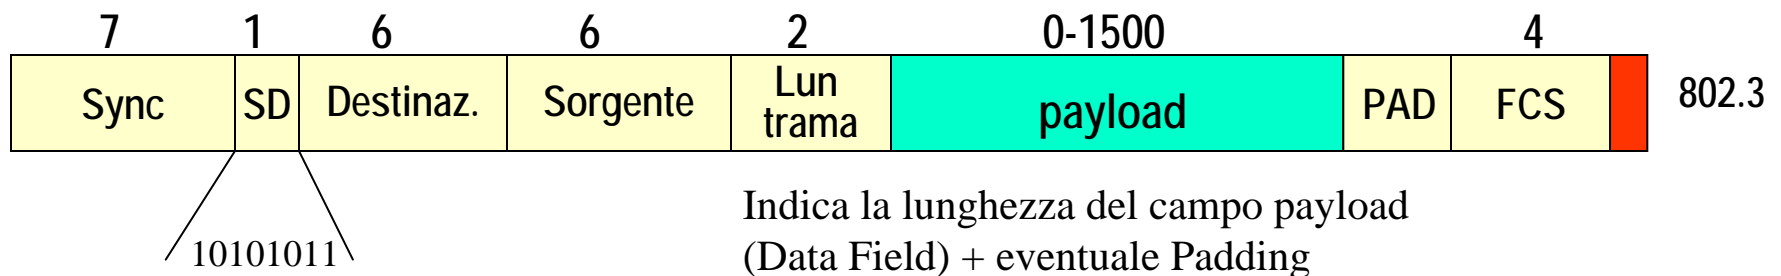 7 1 6 6 2 0-1500 4
Sync SD Destinaz. Sorgente Lun trama payload PAD FCS 802.3
10101011
Indica la lunghezza del campo payload
(Data Field) + eventuale Padding